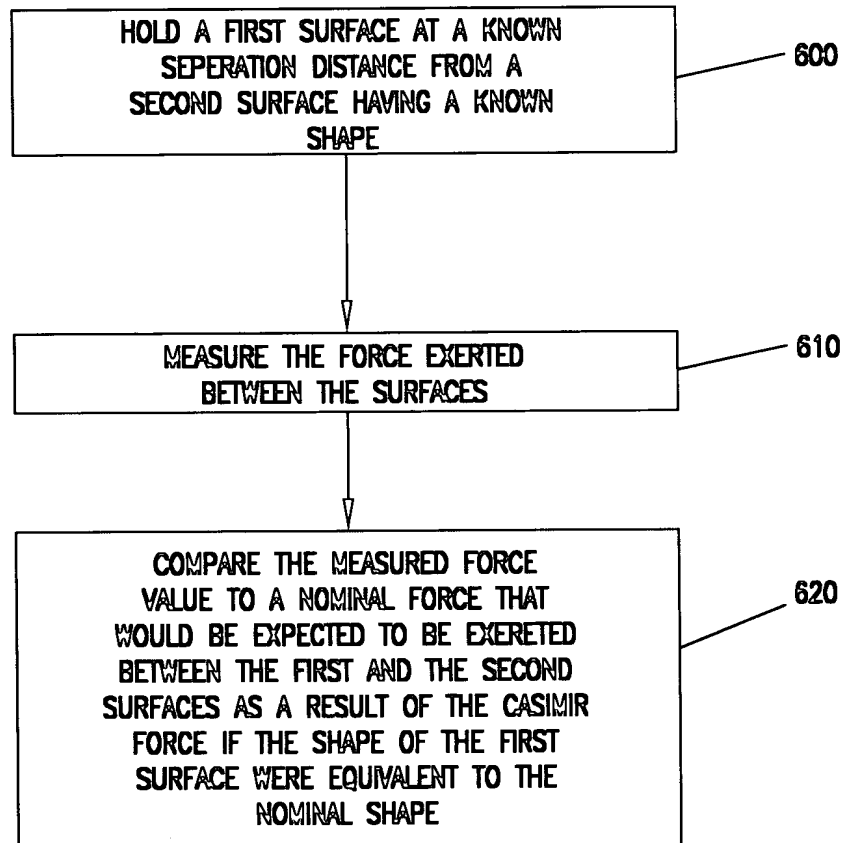 HOLD A FIRST SURFACE AT A KNOWN
SEPERATION DISTANCE FROM A
SECOND SURFACE HAVING A KNOWN
SHAPE
600
MEASURE THE FORCE EXERTED
BETWEEN THE SURFACES
610
COMPARE THE MEASURED FORCE
VALUE TO A NOMINAL FORCE THAT
WOULD BE EXPECTED TO BE EXERETED
BETWEEN THE FIRST AND THE SECOND
SURFACES AS A RESULT OF THE CASIMIR
FORCE IF THE SHAPE OF THE FIRST
SURFACE WERE EQUIVALENT TO THE
NOMINAL SHAPE
620